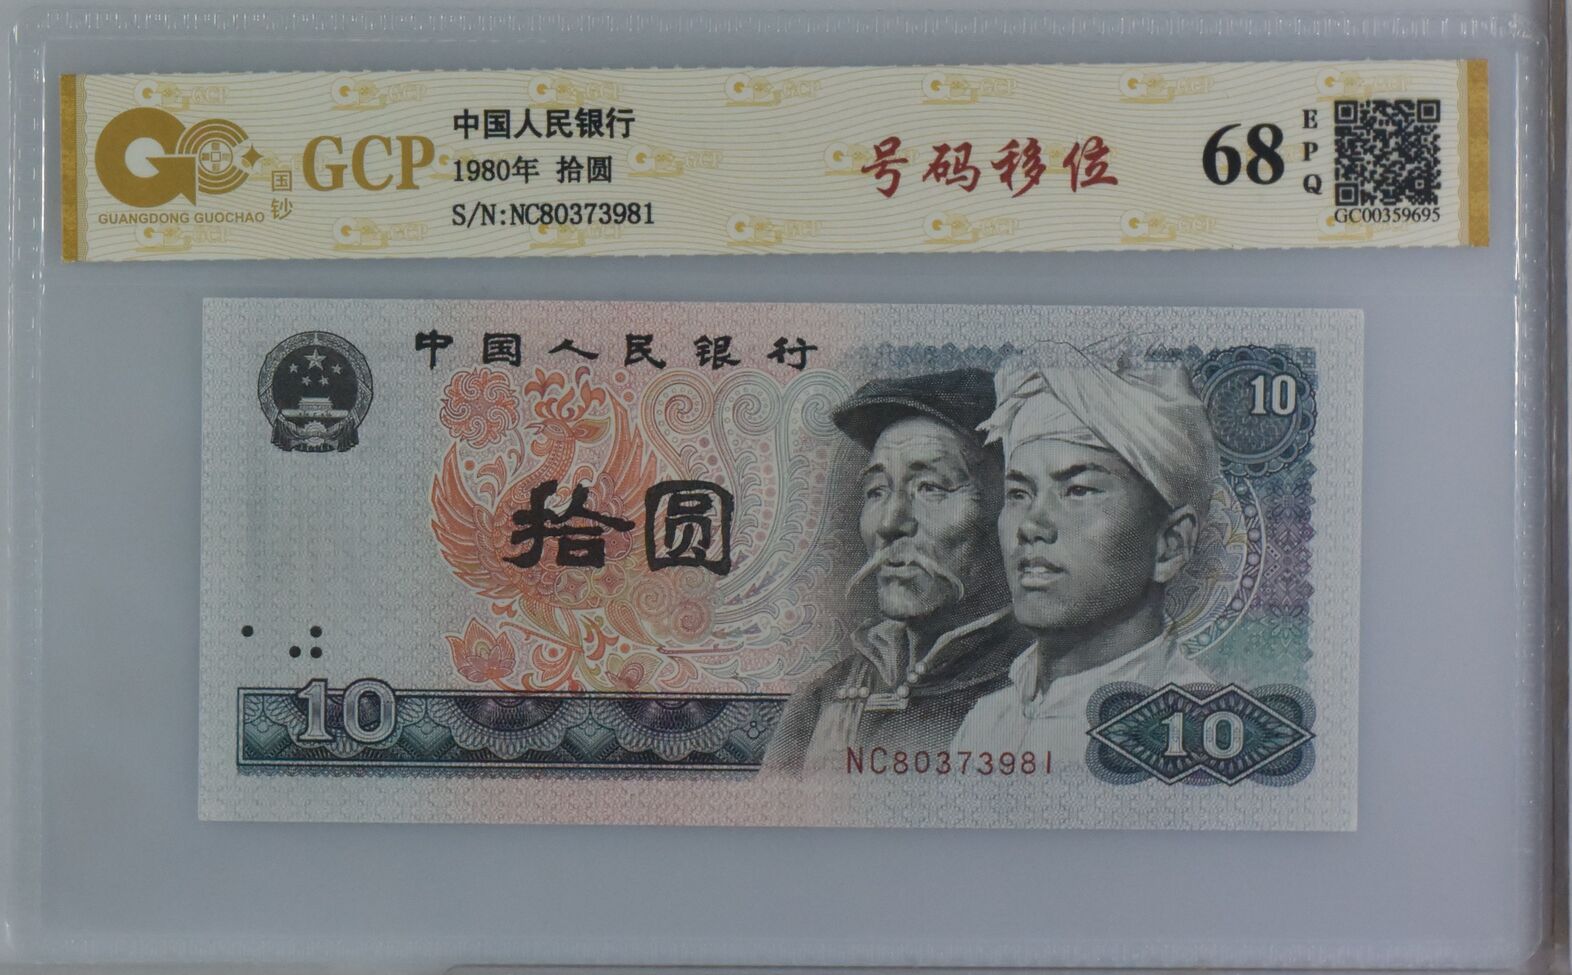 GCP
国钞
GUANGDONG GUOCHAO
中国人民银行
1980年 拾圆
S/N:NC80373981
号码移位
68
EPQ
GC00359695
中国人民银行
10
拾圆
10
NC80373981
10